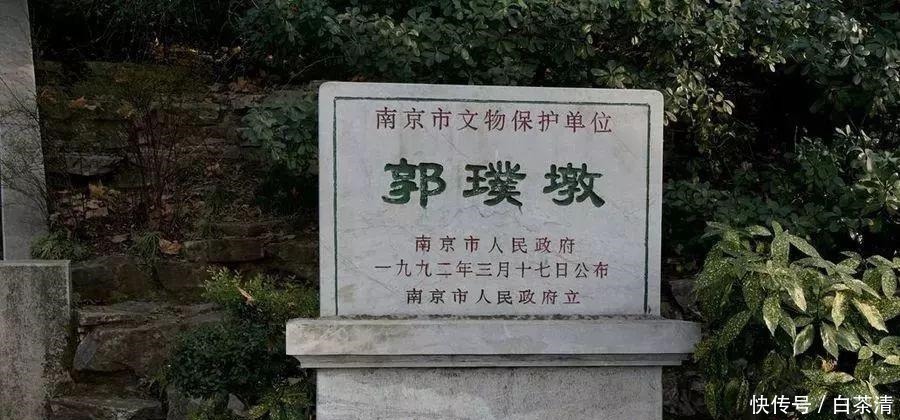 南京市文物保护单位
郭璞墩
南京市人民政府
一九九二年三月十七日公布
南京市人民政府立
快传号 / 白茶清